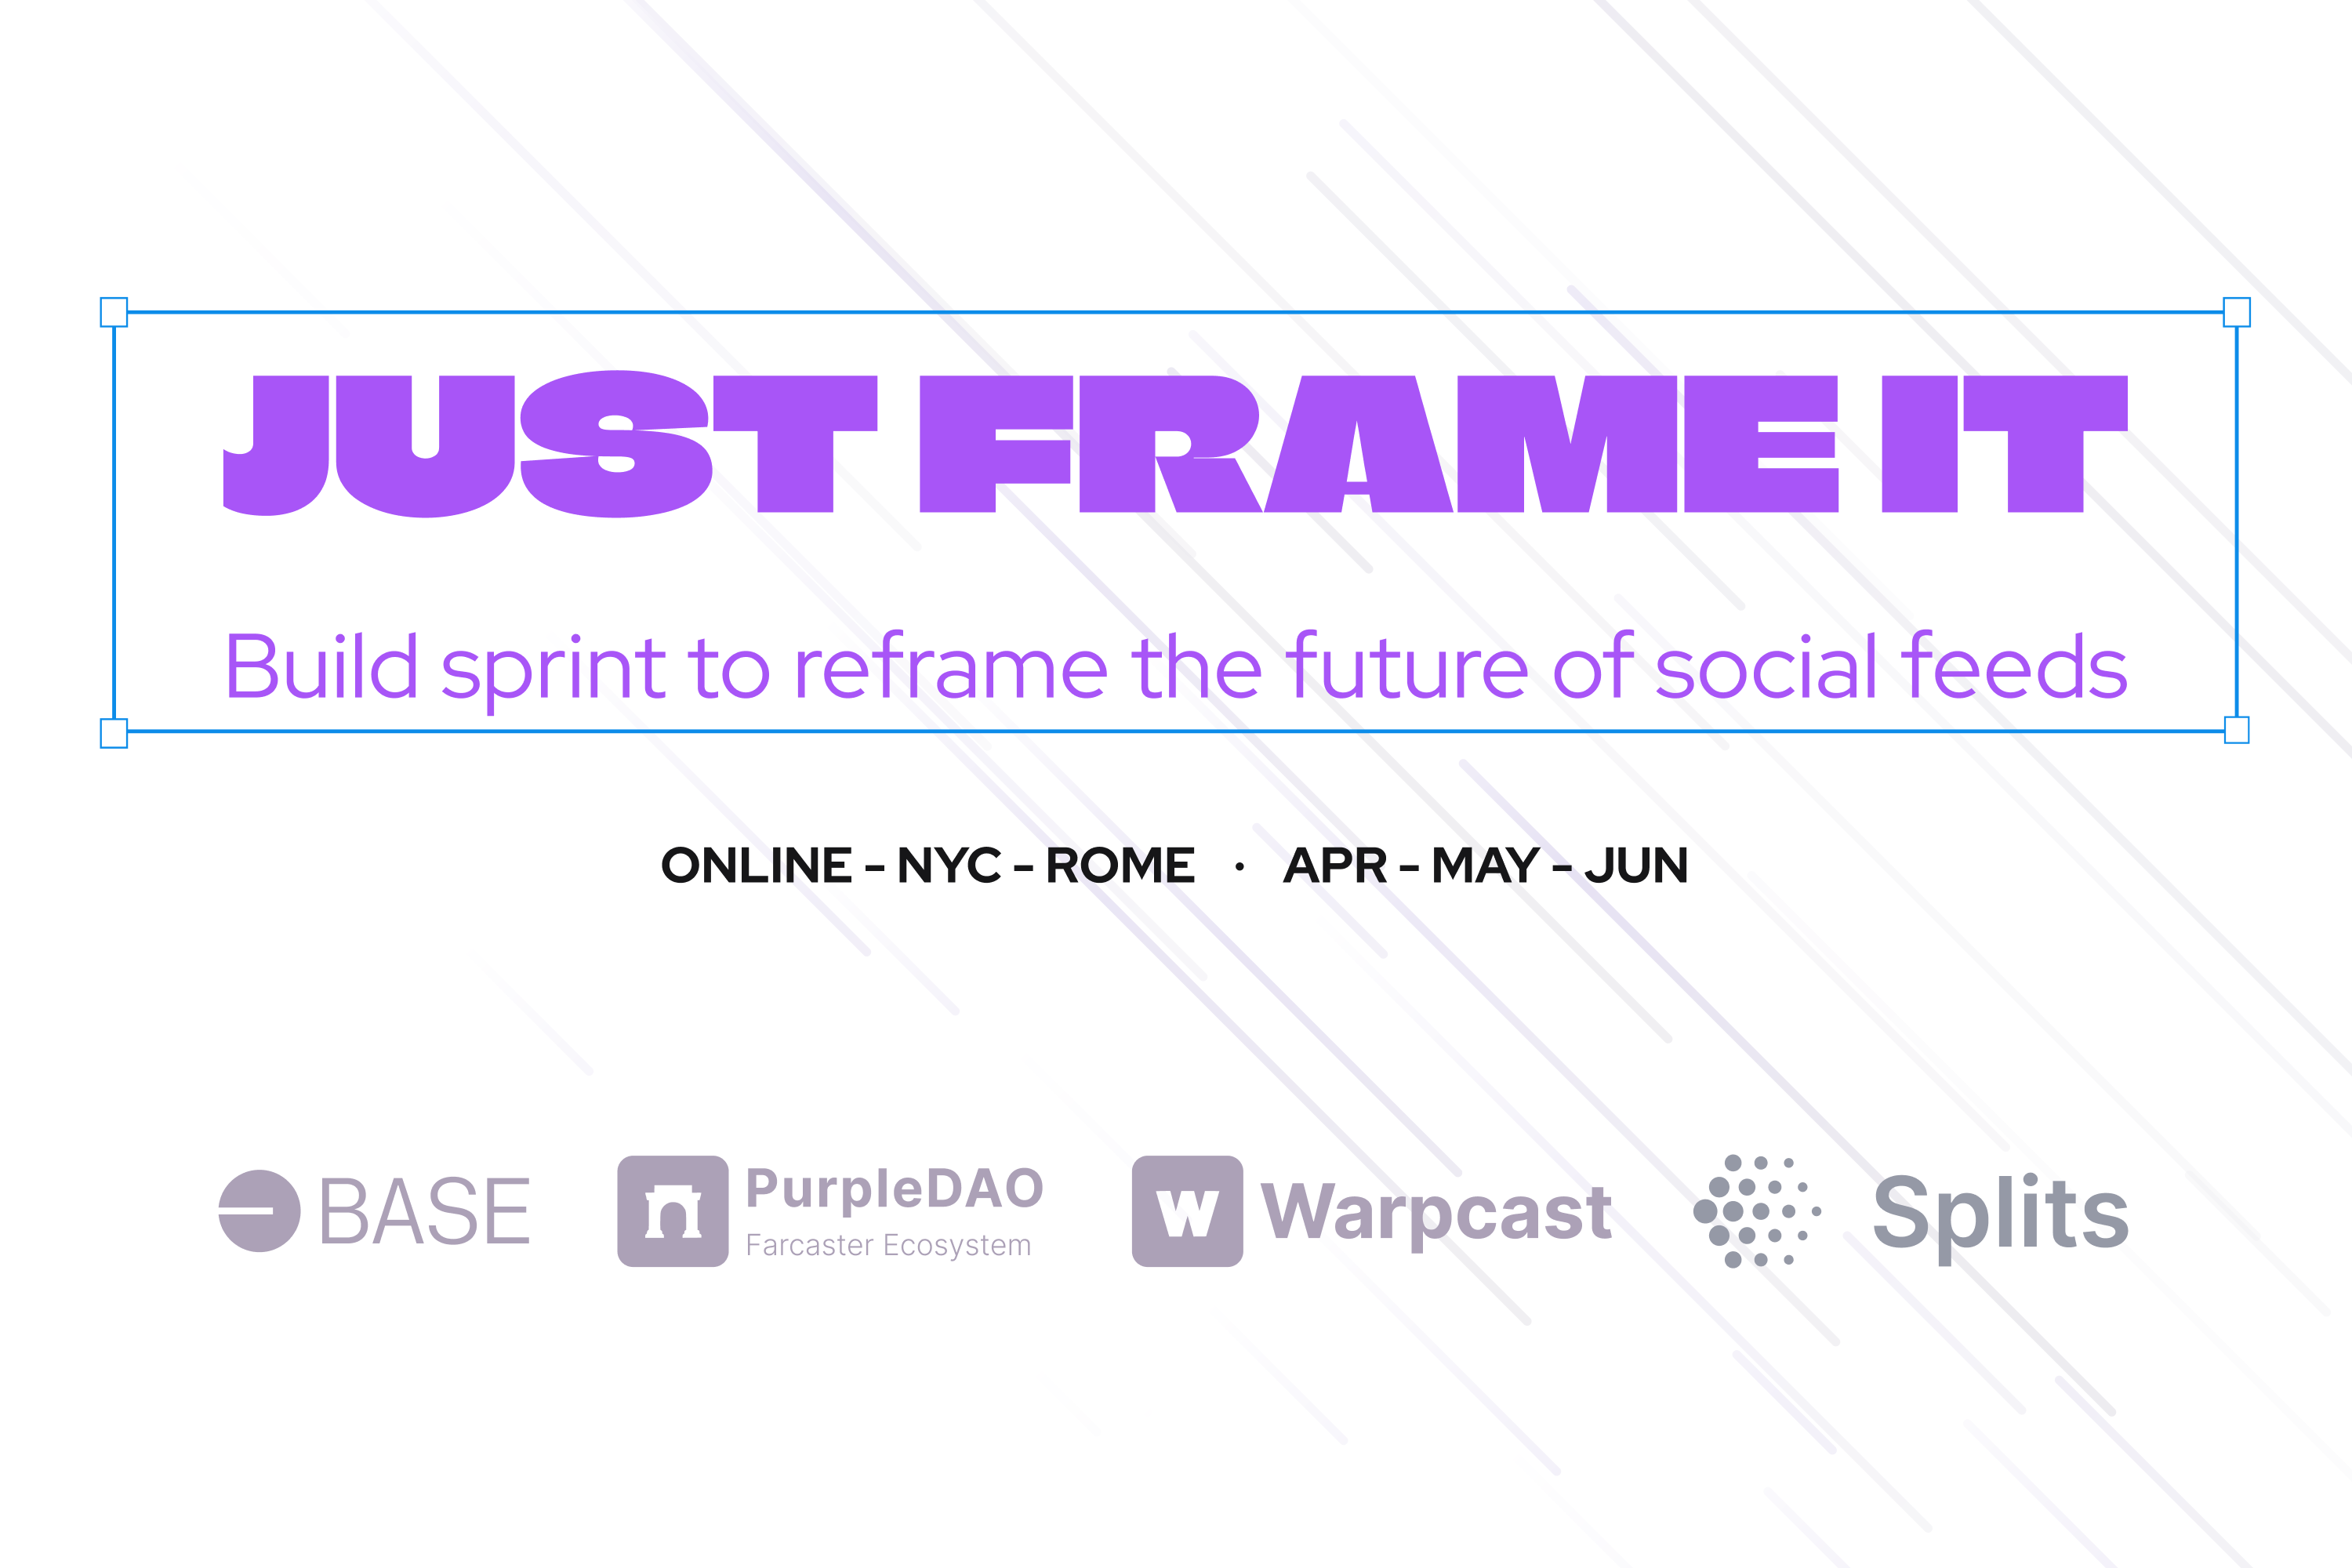 JUST FRAME IT
Build sprint to reframe the future of social feeds
ONLINE – NYC – ROME · APR – MAY – JUN
BASE
PurpleDAO
Farcaster Ecosystem
W Warpcast
Splits